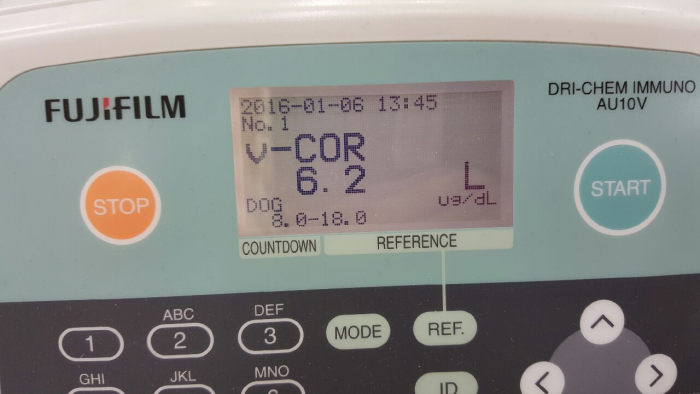 FUJIFILM
DRI-CHEM IMMUNO
AU10V
2016-01-06 13:45
No. 1
v-COR
6.2 L
DOG ug/dL
8.0-18.0
STOP
START
COUNTDOWN REFERENCE
ABC DEF
1 2 3 MODE REF.
GHI JKL MNO
ID